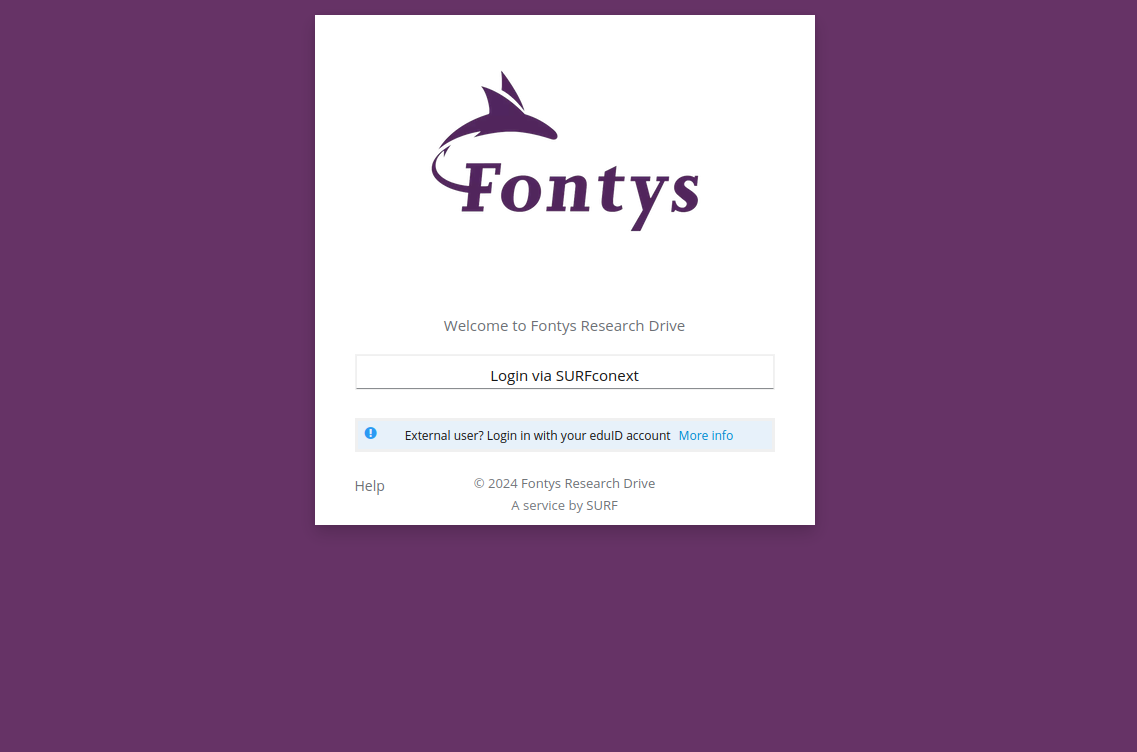 Fontys
Welcome to Fontys Research Drive
Login via SURFconext
External user? Login in with your eduID account More info
Help
© 2024 Fontys Research Drive
A service by SURF